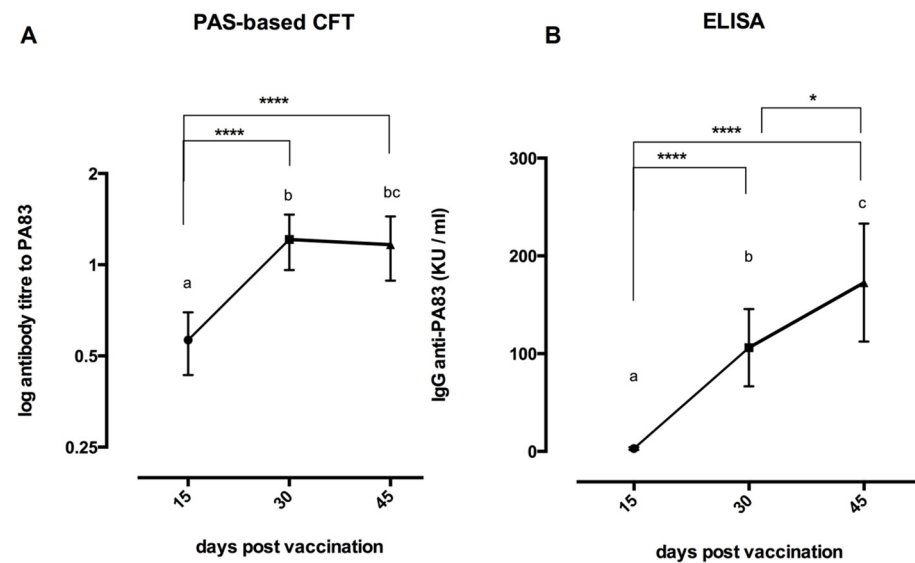 A
PAS-based CFT
****
****
2
1
0.5
0.25
log antibody titre to PA83
a
b
bc
15
30
45
days post vaccination
B
ELISA
*
****
****
300
200
100
0
IgG anti-PA83 (KU / ml)
a
b
c
15
30
45
days post vaccination